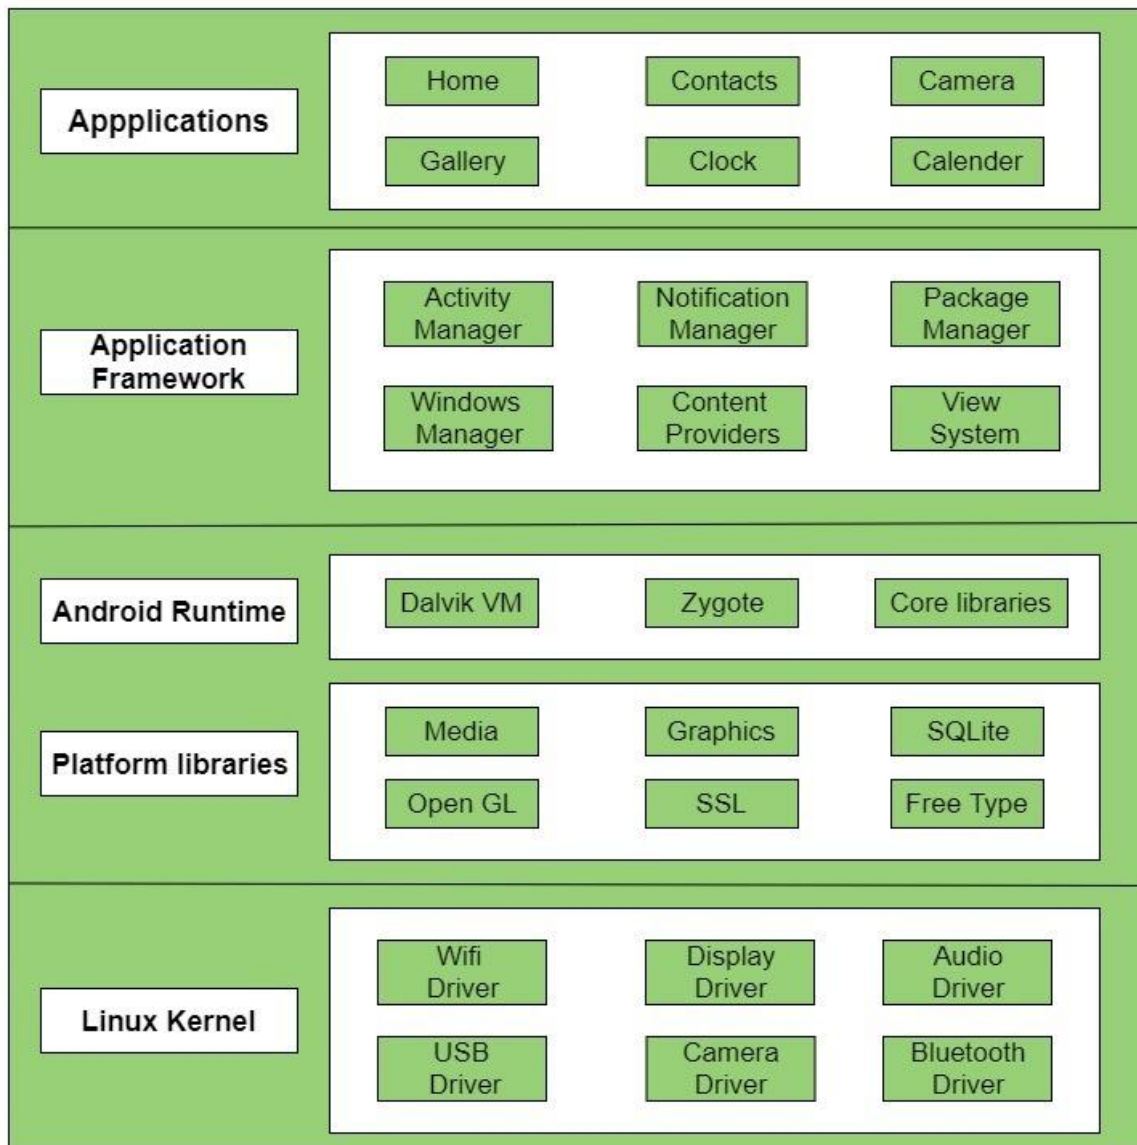 Appplications
Home
Contacts
Camera
Gallery
Clock
Calender
Application
Framework
Activity
Manager
Notification
Manager
Package
Manager
Windows
Manager
Content
Providers
View
System
Android Runtime
Dalvik VM
Zygote
Core libraries
Platform libraries
Media
Graphics
SQLite
Open GL
SSL
Free Type
Linux Kernel
Wifi
Driver
Display
Driver
Audio
Driver
USB
Driver
Camera
Driver
Bluetooth
Driver